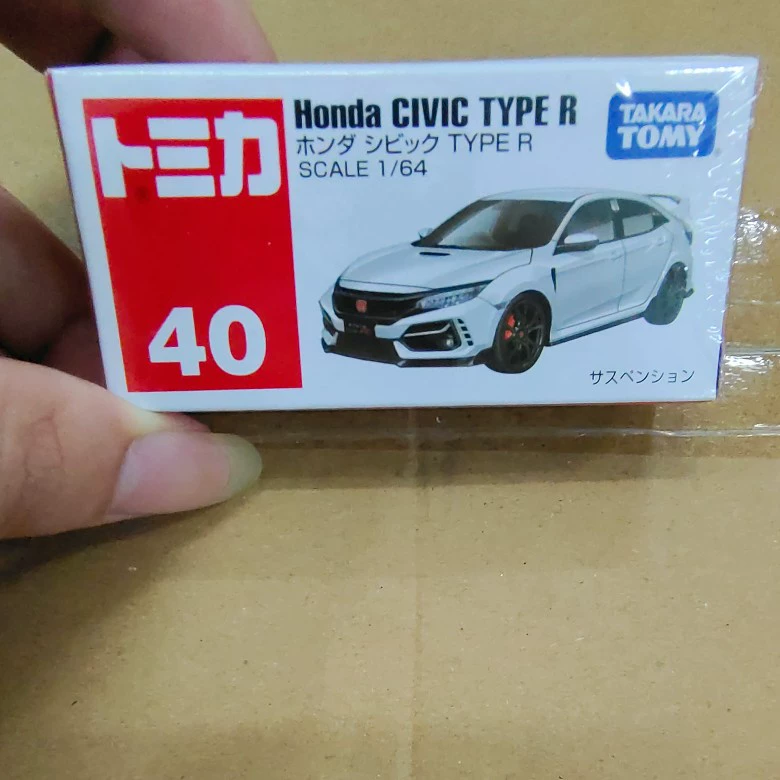 トミカ
40
Honda CIVIC TYPE R
ホンダ シビック TYPE R
SCALE 1/64
TAKARA
TOMY
サスペンション